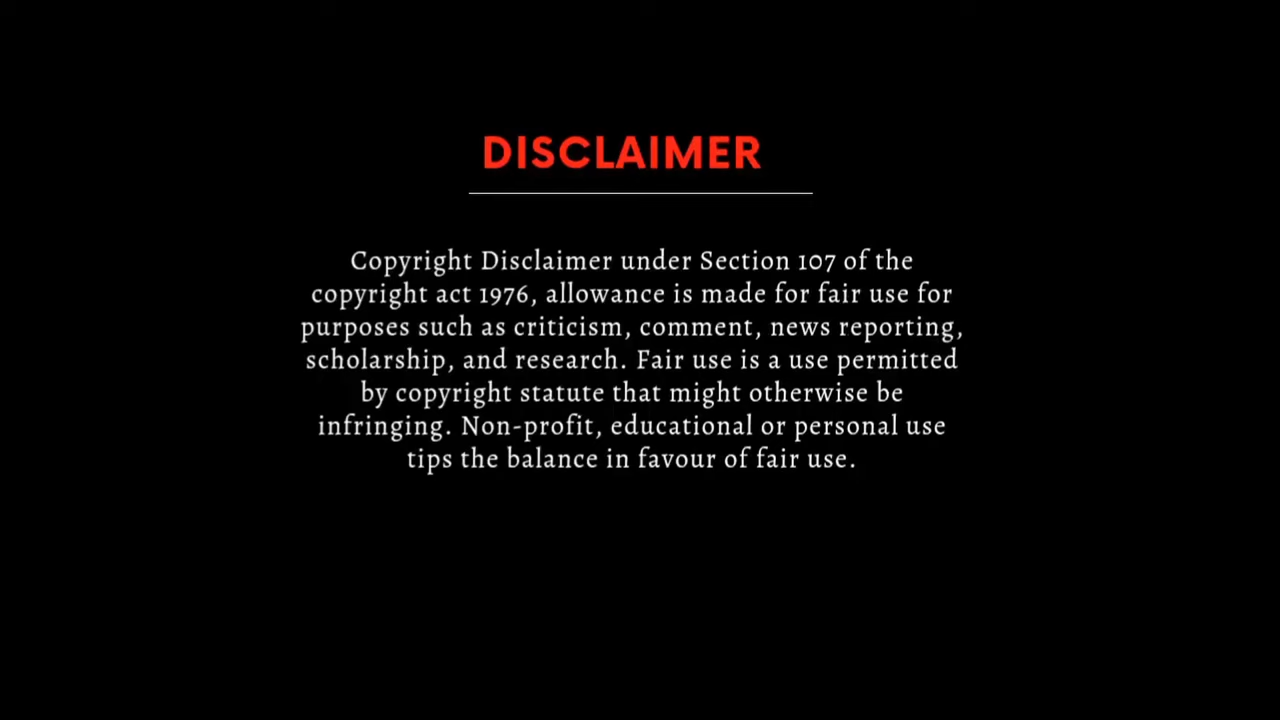 DISCLAIMER
Copyright Disclaimer under Section 107 of the
copyright act 1976, allowance is made for fair use for
purposes such as criticism, comment, news reporting,
scholarship, and research. Fair use is a use permitted
by copyright statute that might otherwise be
infringing. Non-profit, educational or personal use
tips the balance in favour of fair use.